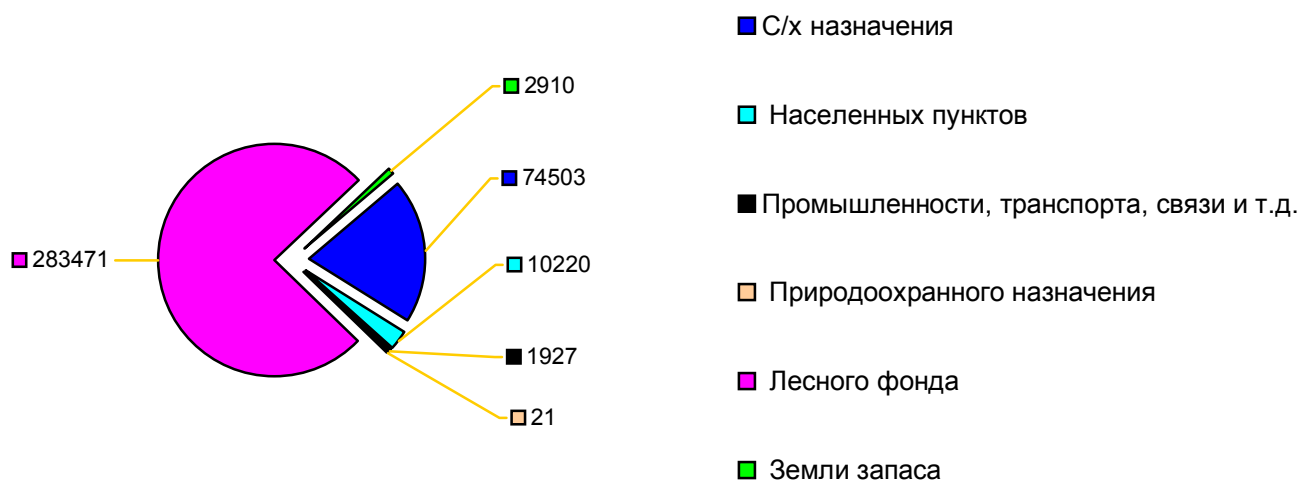 2910
74503
283471
10220
1927
21
С/х назначения
Населенных пунктов
Промышленности, транспорта, связи и т.д.
Природоохранного назначения
Лесного фонда
Земли запаса